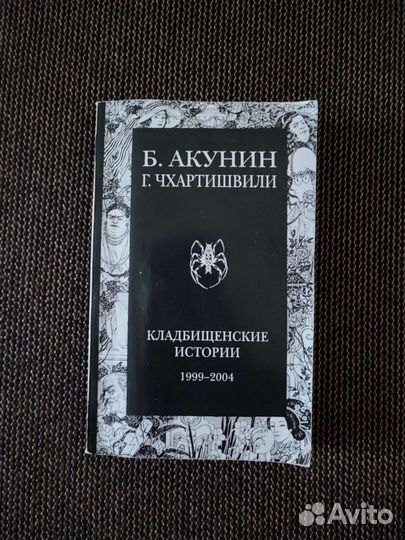 Б. АКУНИН
Г. ЧХАРТИШВИЛИ
КЛАДБИЩЕНСКИЕ
ИСТОРИИ
1999–2004
Avito